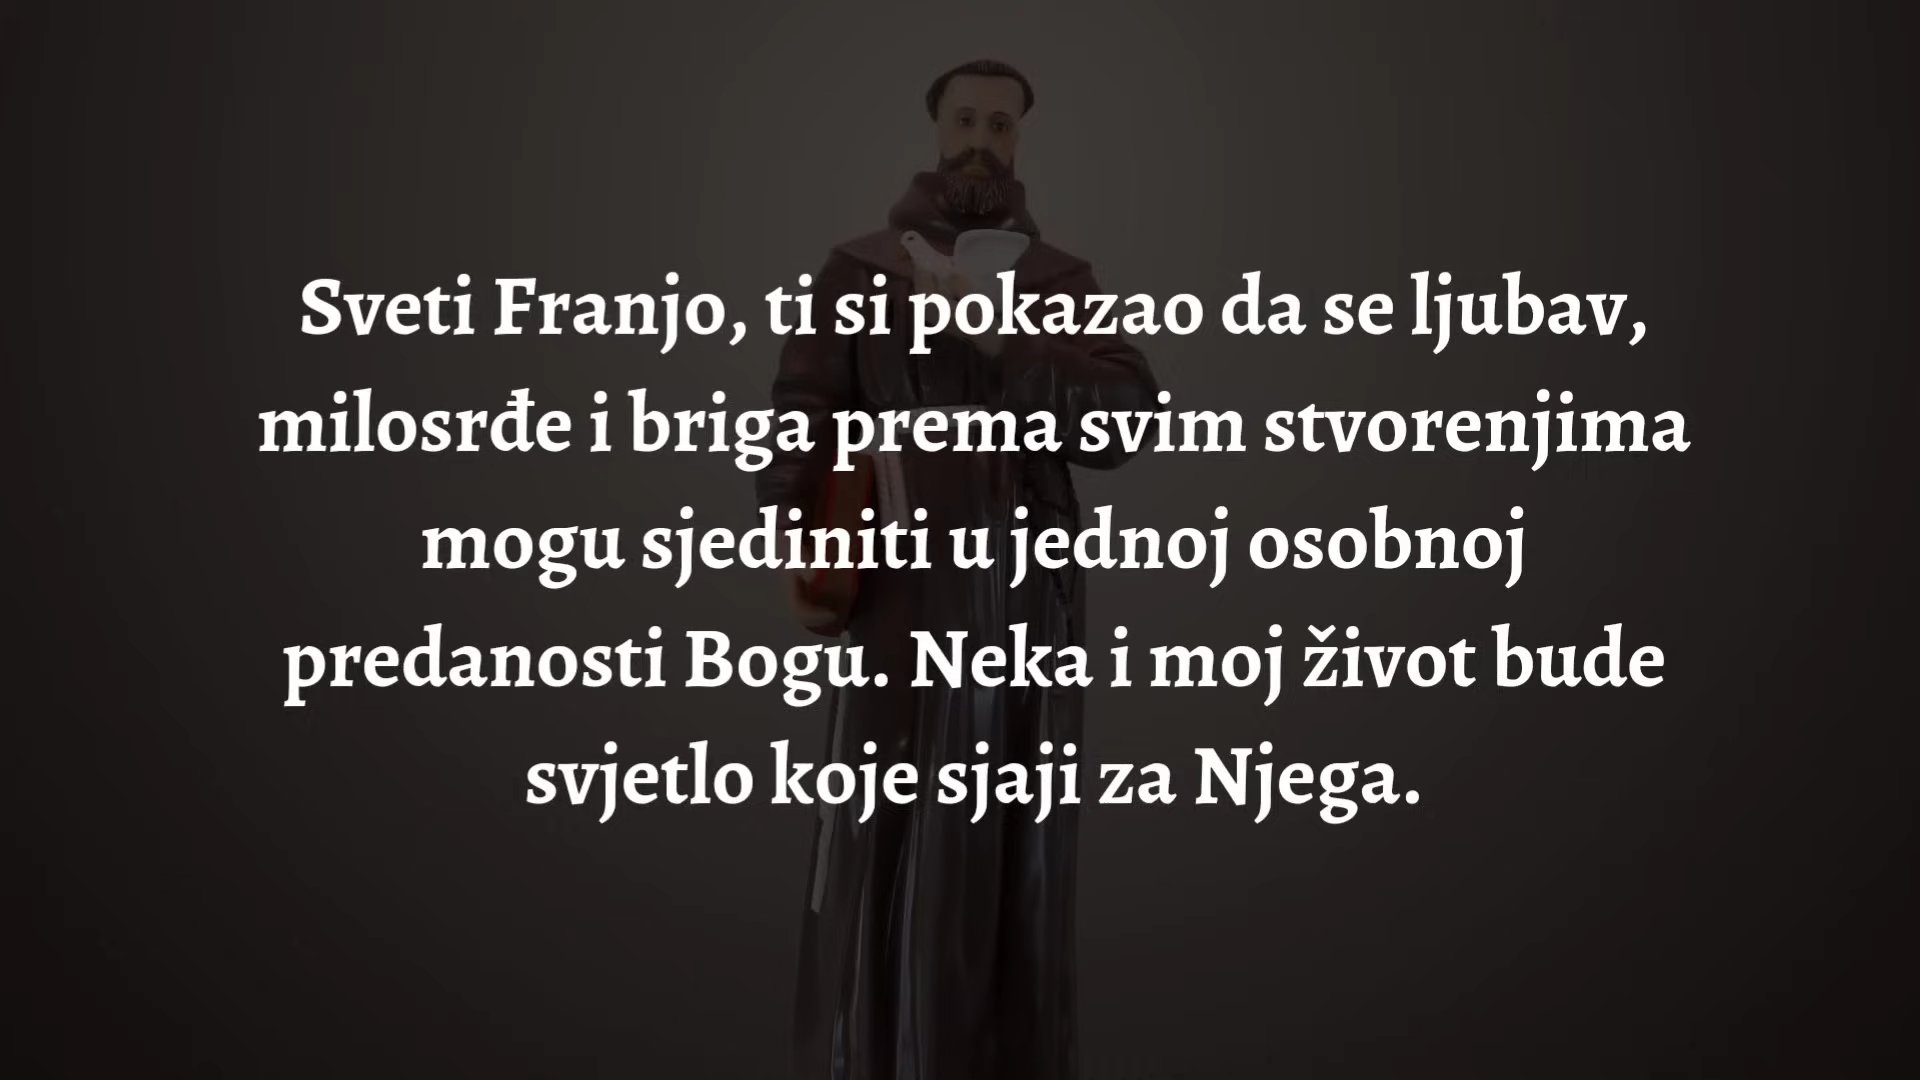 Sveti Franjo, ti si pokazao da se ljubav,
milosrđe i briga prema svim stvorenjima
mogu sjediniti u jednoj osobnoj
predanosti Bogu. Neka i moj život bude
svjetlo koje sjaji za Njega.